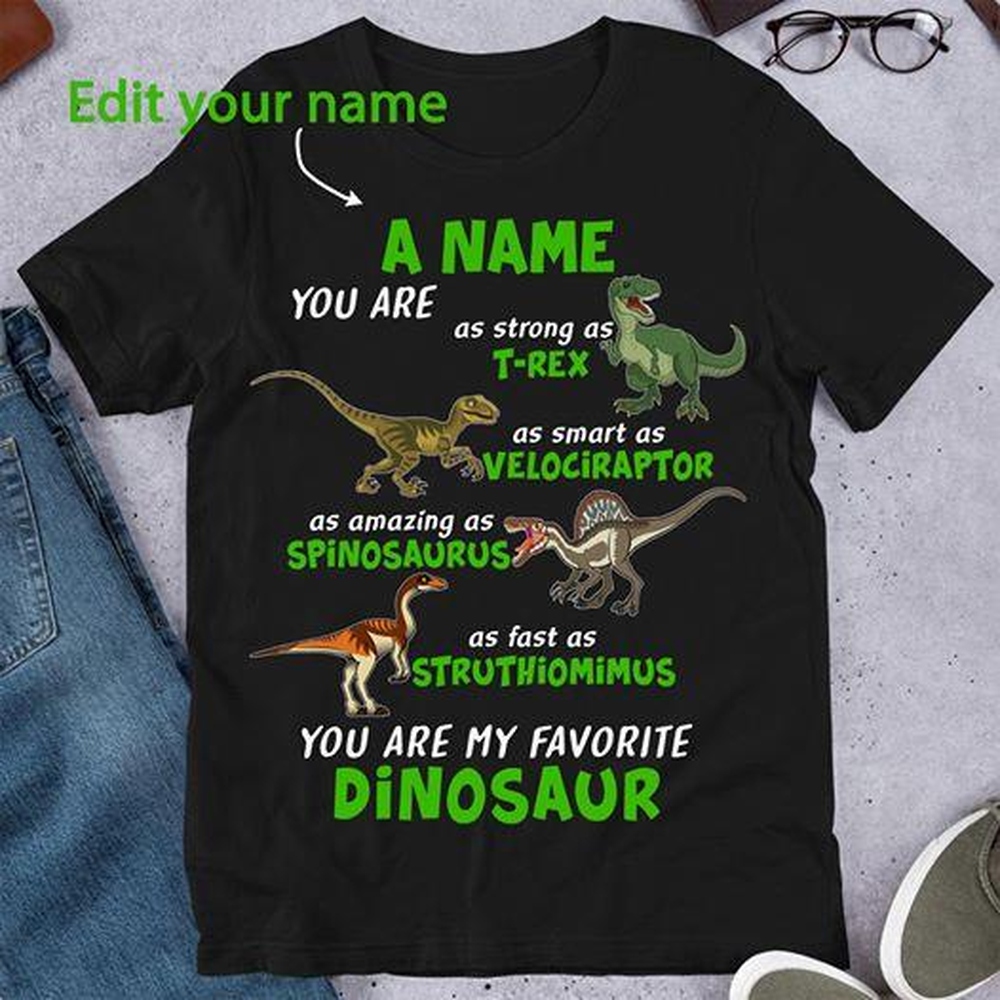 Edit your name
A NAME
YOU ARE
as strong as
T-REX
as smart as
VELOCiRAPTOR
as amazing as
SPiNOSAURUS
as fast as
STRUTHiOMiMUS
YOU ARE MY FAVORITE
DiNOSAUR